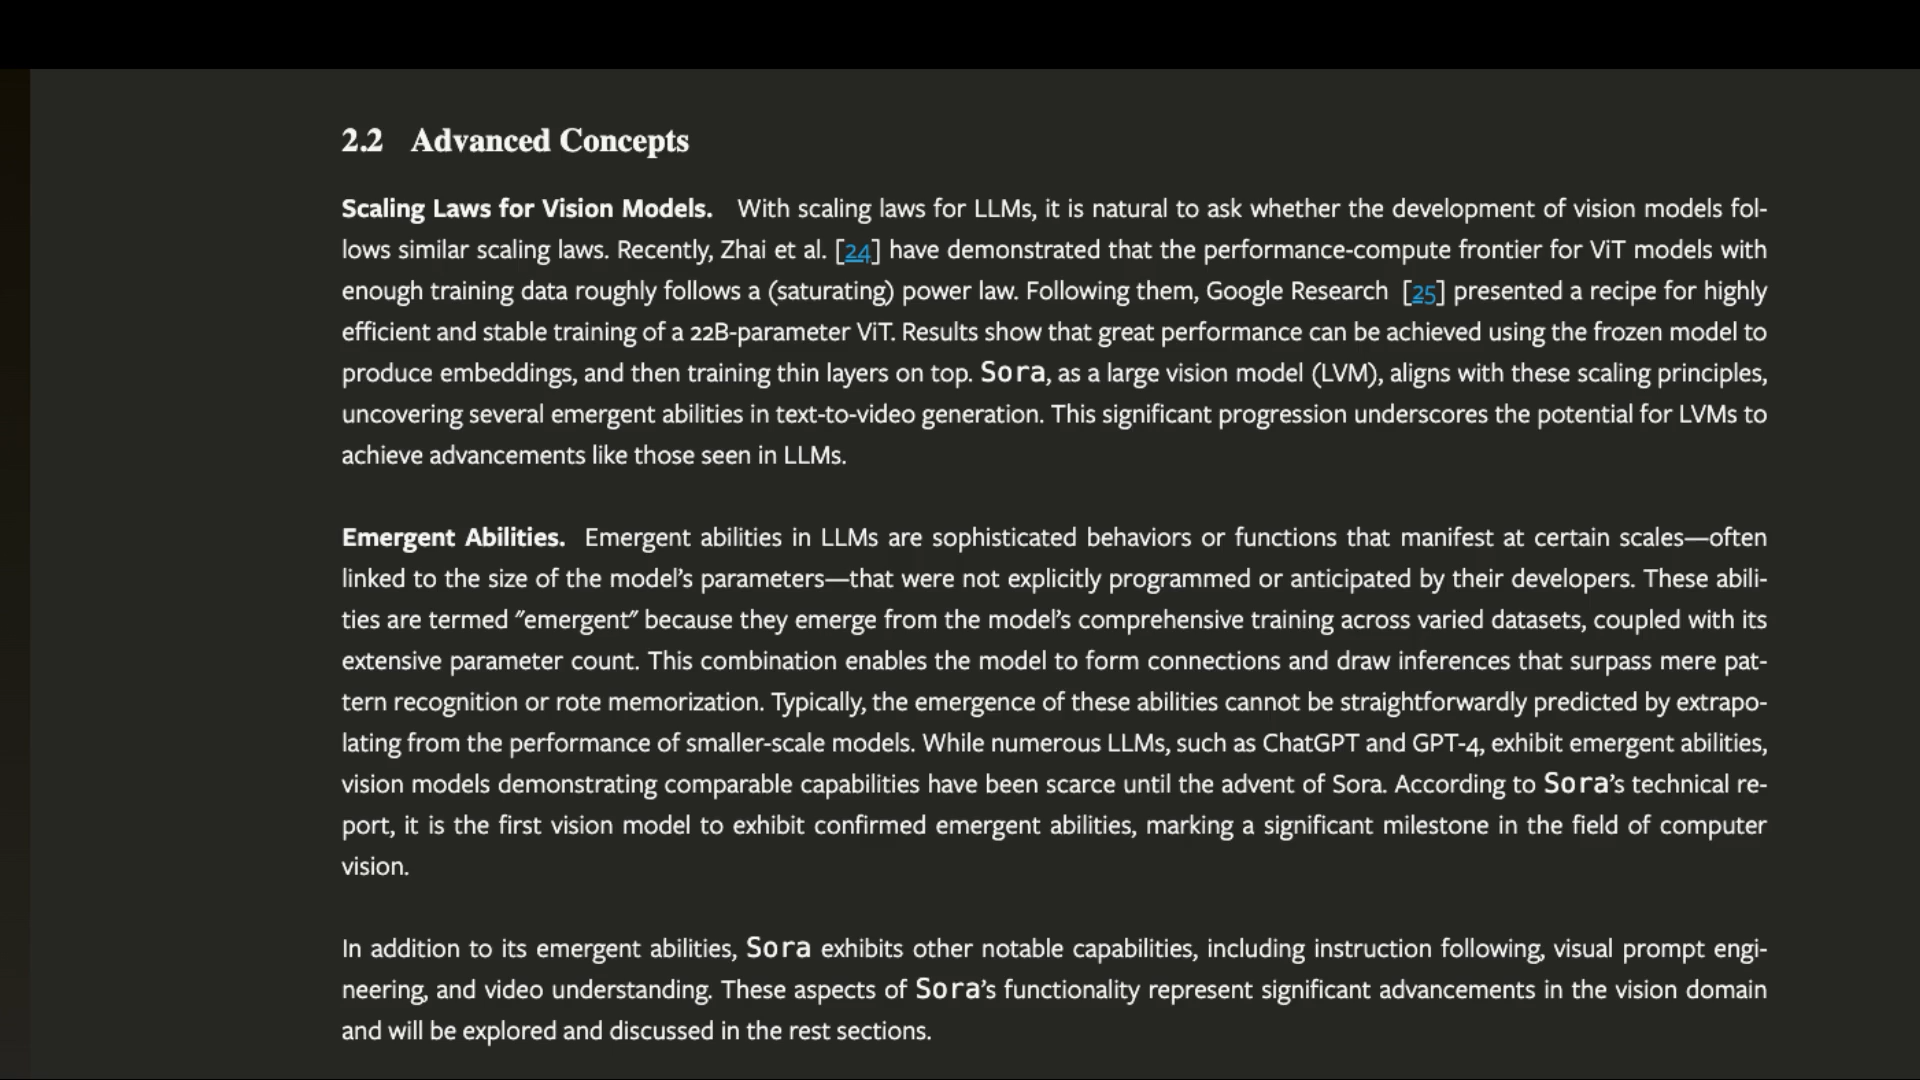 2.2 Advanced Concepts
Scaling Laws for Vision Models. With scaling laws for LLMs, it is natural to ask whether the development of vision models fol-
lows similar scaling laws. Recently, Zhai et al. [24] have demonstrated that the performance-compute frontier for ViT models with
enough training data roughly follows a (saturating) power law. Following them, Google Research [25] presented a recipe for highly
efficient and stable training of a 22B-parameter ViT. Results show that great performance can be achieved using the frozen model to
produce embeddings, and then training thin layers on top. Sora, as a large vision model (LVM), aligns with these scaling principles,
uncovering several emergent abilities in text-to-video generation. This significant progression underscores the potential for LVMs to
achieve advancements like those seen in LLMs.
Emergent Abilities. Emergent abilities in LLMs are sophisticated behaviors or functions that manifest at certain scales—often
linked to the size of the model’s parameters—that were not explicitly programmed or anticipated by their developers. These abili-
ties are termed "emergent" because they emerge from the model’s comprehensive training across varied datasets, coupled with its
extensive parameter count. This combination enables the model to form connections and draw inferences that surpass mere pat-
tern recognition or rote memorization. Typically, the emergence of these abilities cannot be straightforwardly predicted by extrapo-
lating from the performance of smaller-scale models. While numerous LLMs, such as ChatGPT and GPT-4, exhibit emergent abilities,
vision models demonstrating comparable capabilities have been scarce until the advent of Sora. According to Sora’s technical re-
port, it is the first vision model to exhibit confirmed emergent abilities, marking a significant milestone in the field of computer
vision.
In addition to its emergent abilities, Sora exhibits other notable capabilities, including instruction following, visual prompt engi-
neering, and video understanding. These aspects of Sora’s functionality represent significant advancements in the vision domain
and will be explored and discussed in the rest sections.